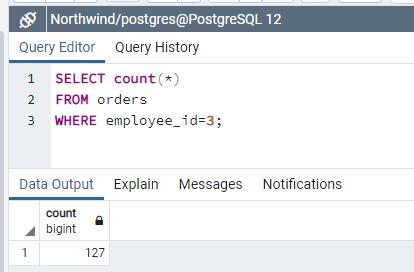 Northwind/postgres@PostgreSQL 12
Query Editor Query History
1 SELECT count(*)
2 FROM orders
3 WHERE employee_id=3;
Data Output Explain Messages Notifications
count
bigint
1 127